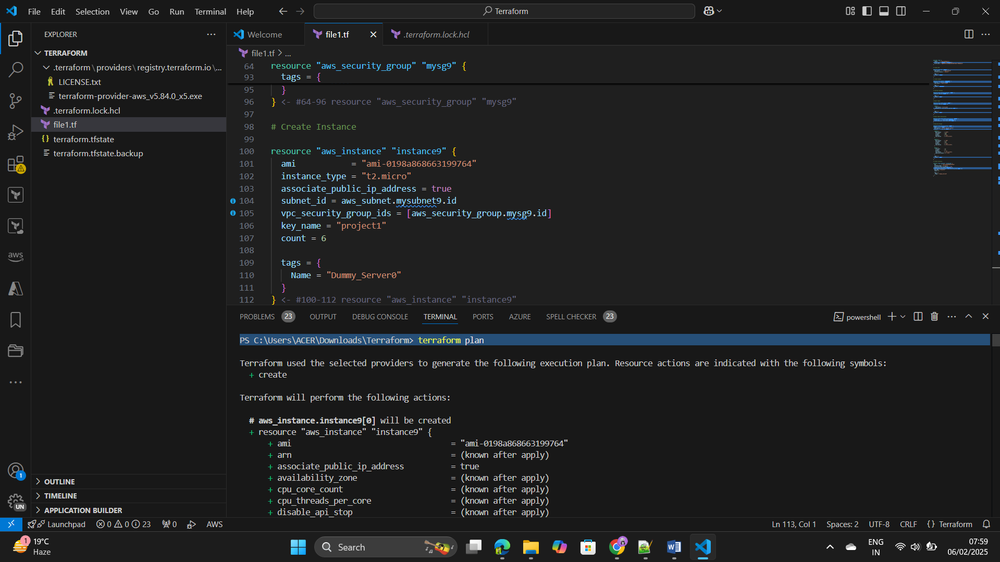 File Edit Selection View Go Run Terminal Help
Terraform
EXPLORER
TERRAFORM
.terraform\providers\registry.terraform.io\...
LICENSE.txt
terraform-provider-aws_v5.84.0_x5.exe
.terraform.lock.hcl
file1.tf
terraform.tfstate
terraform.tfstate.backup
OUTLINE
TIMELINE
APPLICATION BUILDER
aws
1
UN
Welcome file1.tf .terraform.lock.hcl
file1.tf > ...
64 resource "aws_security_group" "mysg9" {
93 tags = {
95 }
96 } <- #64-96 resource "aws_security_group" "mysg9"
97
98 # Create Instance
99
100 resource "aws_instance" "instance9" {
101 ami = "ami-0198a868663199764"
102 instance_type = "t2.micro"
103 associate_public_ip_address = true
104 subnet_id = aws_subnet.mysubnet9.id
105 vpc_security_group_ids = [aws_security_group.mysg9.id]
106 key_name = "project1"
107 count = 6
108
109 tags = {
110 Name = "Dummy_Server0"
111 }
112 } <- #100-112 resource "aws_instance" "instance9"
PROBLEMS 23 OUTPUT DEBUG CONSOLE TERMINAL PORTS AZURE SPELL CHECKER 23 powershell
PS C:\Users\ACER\Downloads\Terraform> terraform plan
Terraform used the selected providers to generate the following execution plan. Resource actions are indicated with the following symbols:
+ create
Terraform will perform the following actions:
# aws_instance.instance9[0] will be created
+ resource "aws_instance" "instance9" {
+ ami = "ami-0198a868663199764"
+ arn = (known after apply)
+ associate_public_ip_address = true
+ availability_zone = (known after apply)
+ cpu_core_count = (known after apply)
+ cpu_threads_per_core = (known after apply)
+ disable_api_stop = (known after apply)
Launchpad 0 0 23 0 AWS Ln 113, Col 1 Spaces: 2 UTF-8 CRLF {} Terraform
1 19°C
Haze
Search
ENG
IN
07:59
06/02/2025